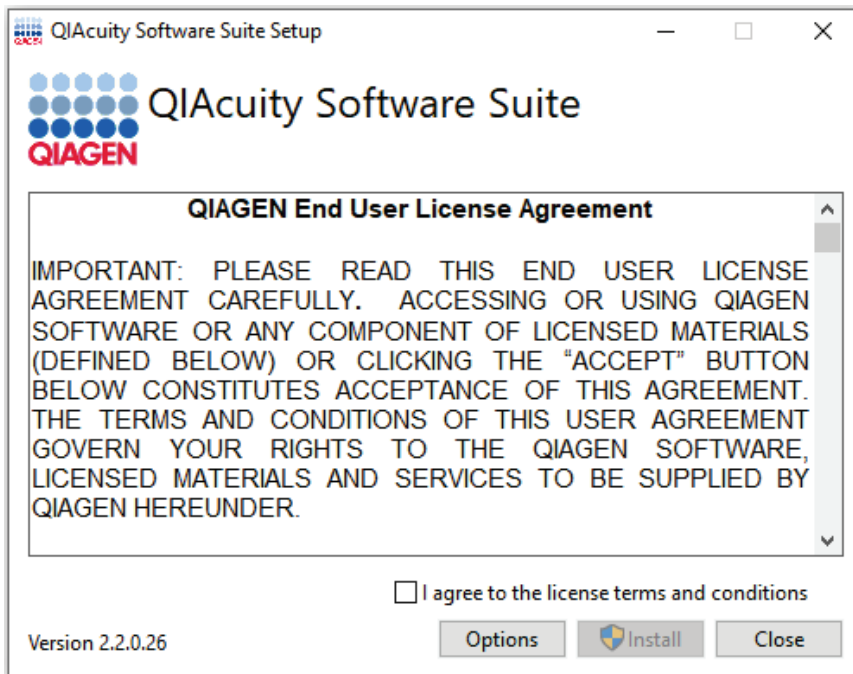 QIAcuity Software Suite Setup
QIAcuity Software Suite
QIAGEN
QIAGEN End User License Agreement
IMPORTANT: PLEASE READ THIS END USER LICENSE
AGREEMENT CAREFULLY. ACCESSING OR USING QIAGEN
SOFTWARE OR ANY COMPONENT OF LICENSED MATERIALS
(DEFINED BELOW) OR CLICKING THE “ACCEPT” BUTTON
BELOW CONSTITUTES ACCEPTANCE OF THIS AGREEMENT.
THE TERMS AND CONDITIONS OF THIS USER AGREEMENT
GOVERN YOUR RIGHTS TO THE QIAGEN SOFTWARE,
LICENSED MATERIALS AND SERVICES TO BE SUPPLIED BY
QIAGEN HEREUNDER.
I agree to the license terms and conditions
Version 2.2.0.26 Options Install Close